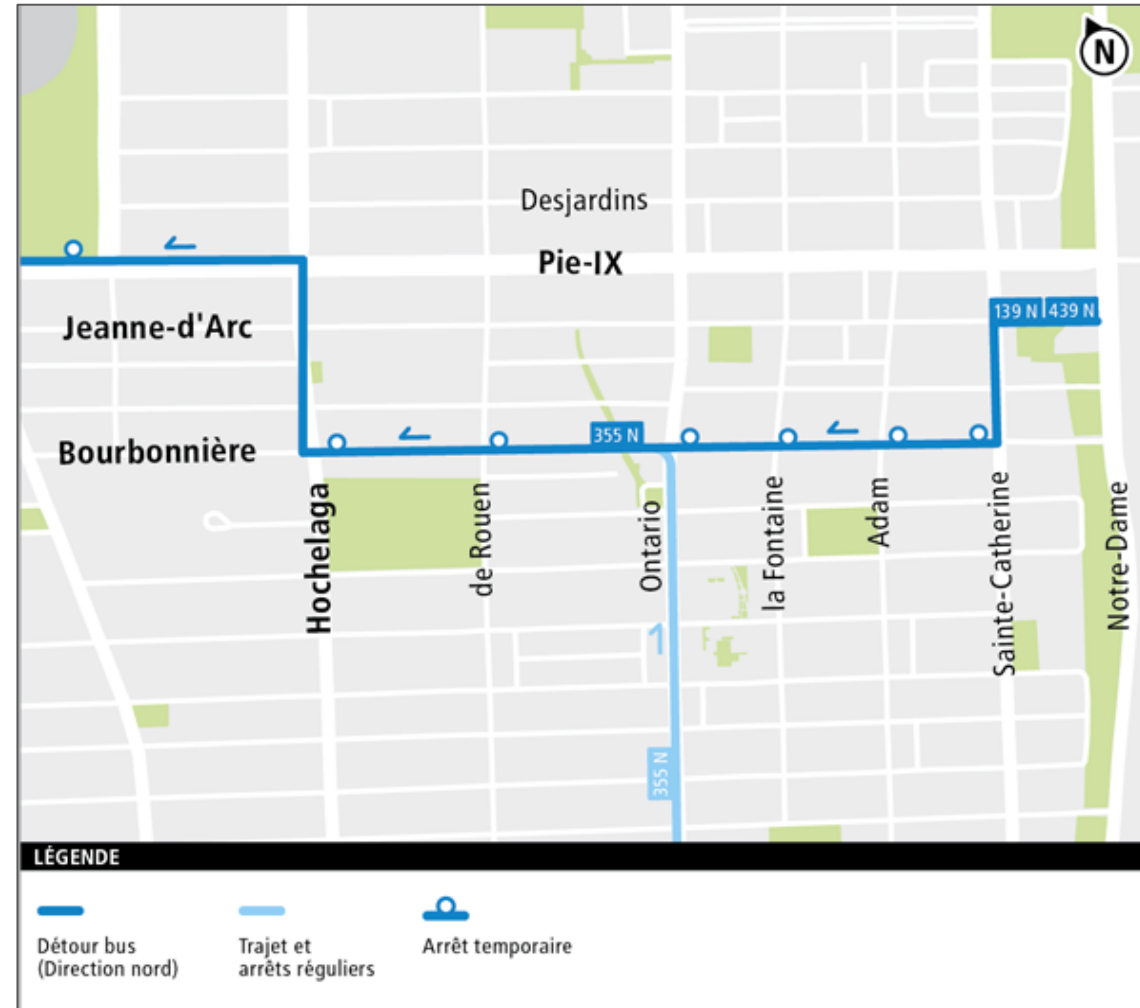 N
Desjardins
Pie-IX
139 N
439 N
Jeanne-d'Arc
355 N
Bourbonnière
Hochelaga
de Rouen
Ontario
la Fontaine
Adam
Sainte-Catherine
Notre-Dame
355 N
LÉGENDE
Détour bus
(Direction nord)
Trajet et
arrêts réguliers
Arrêt temporaire